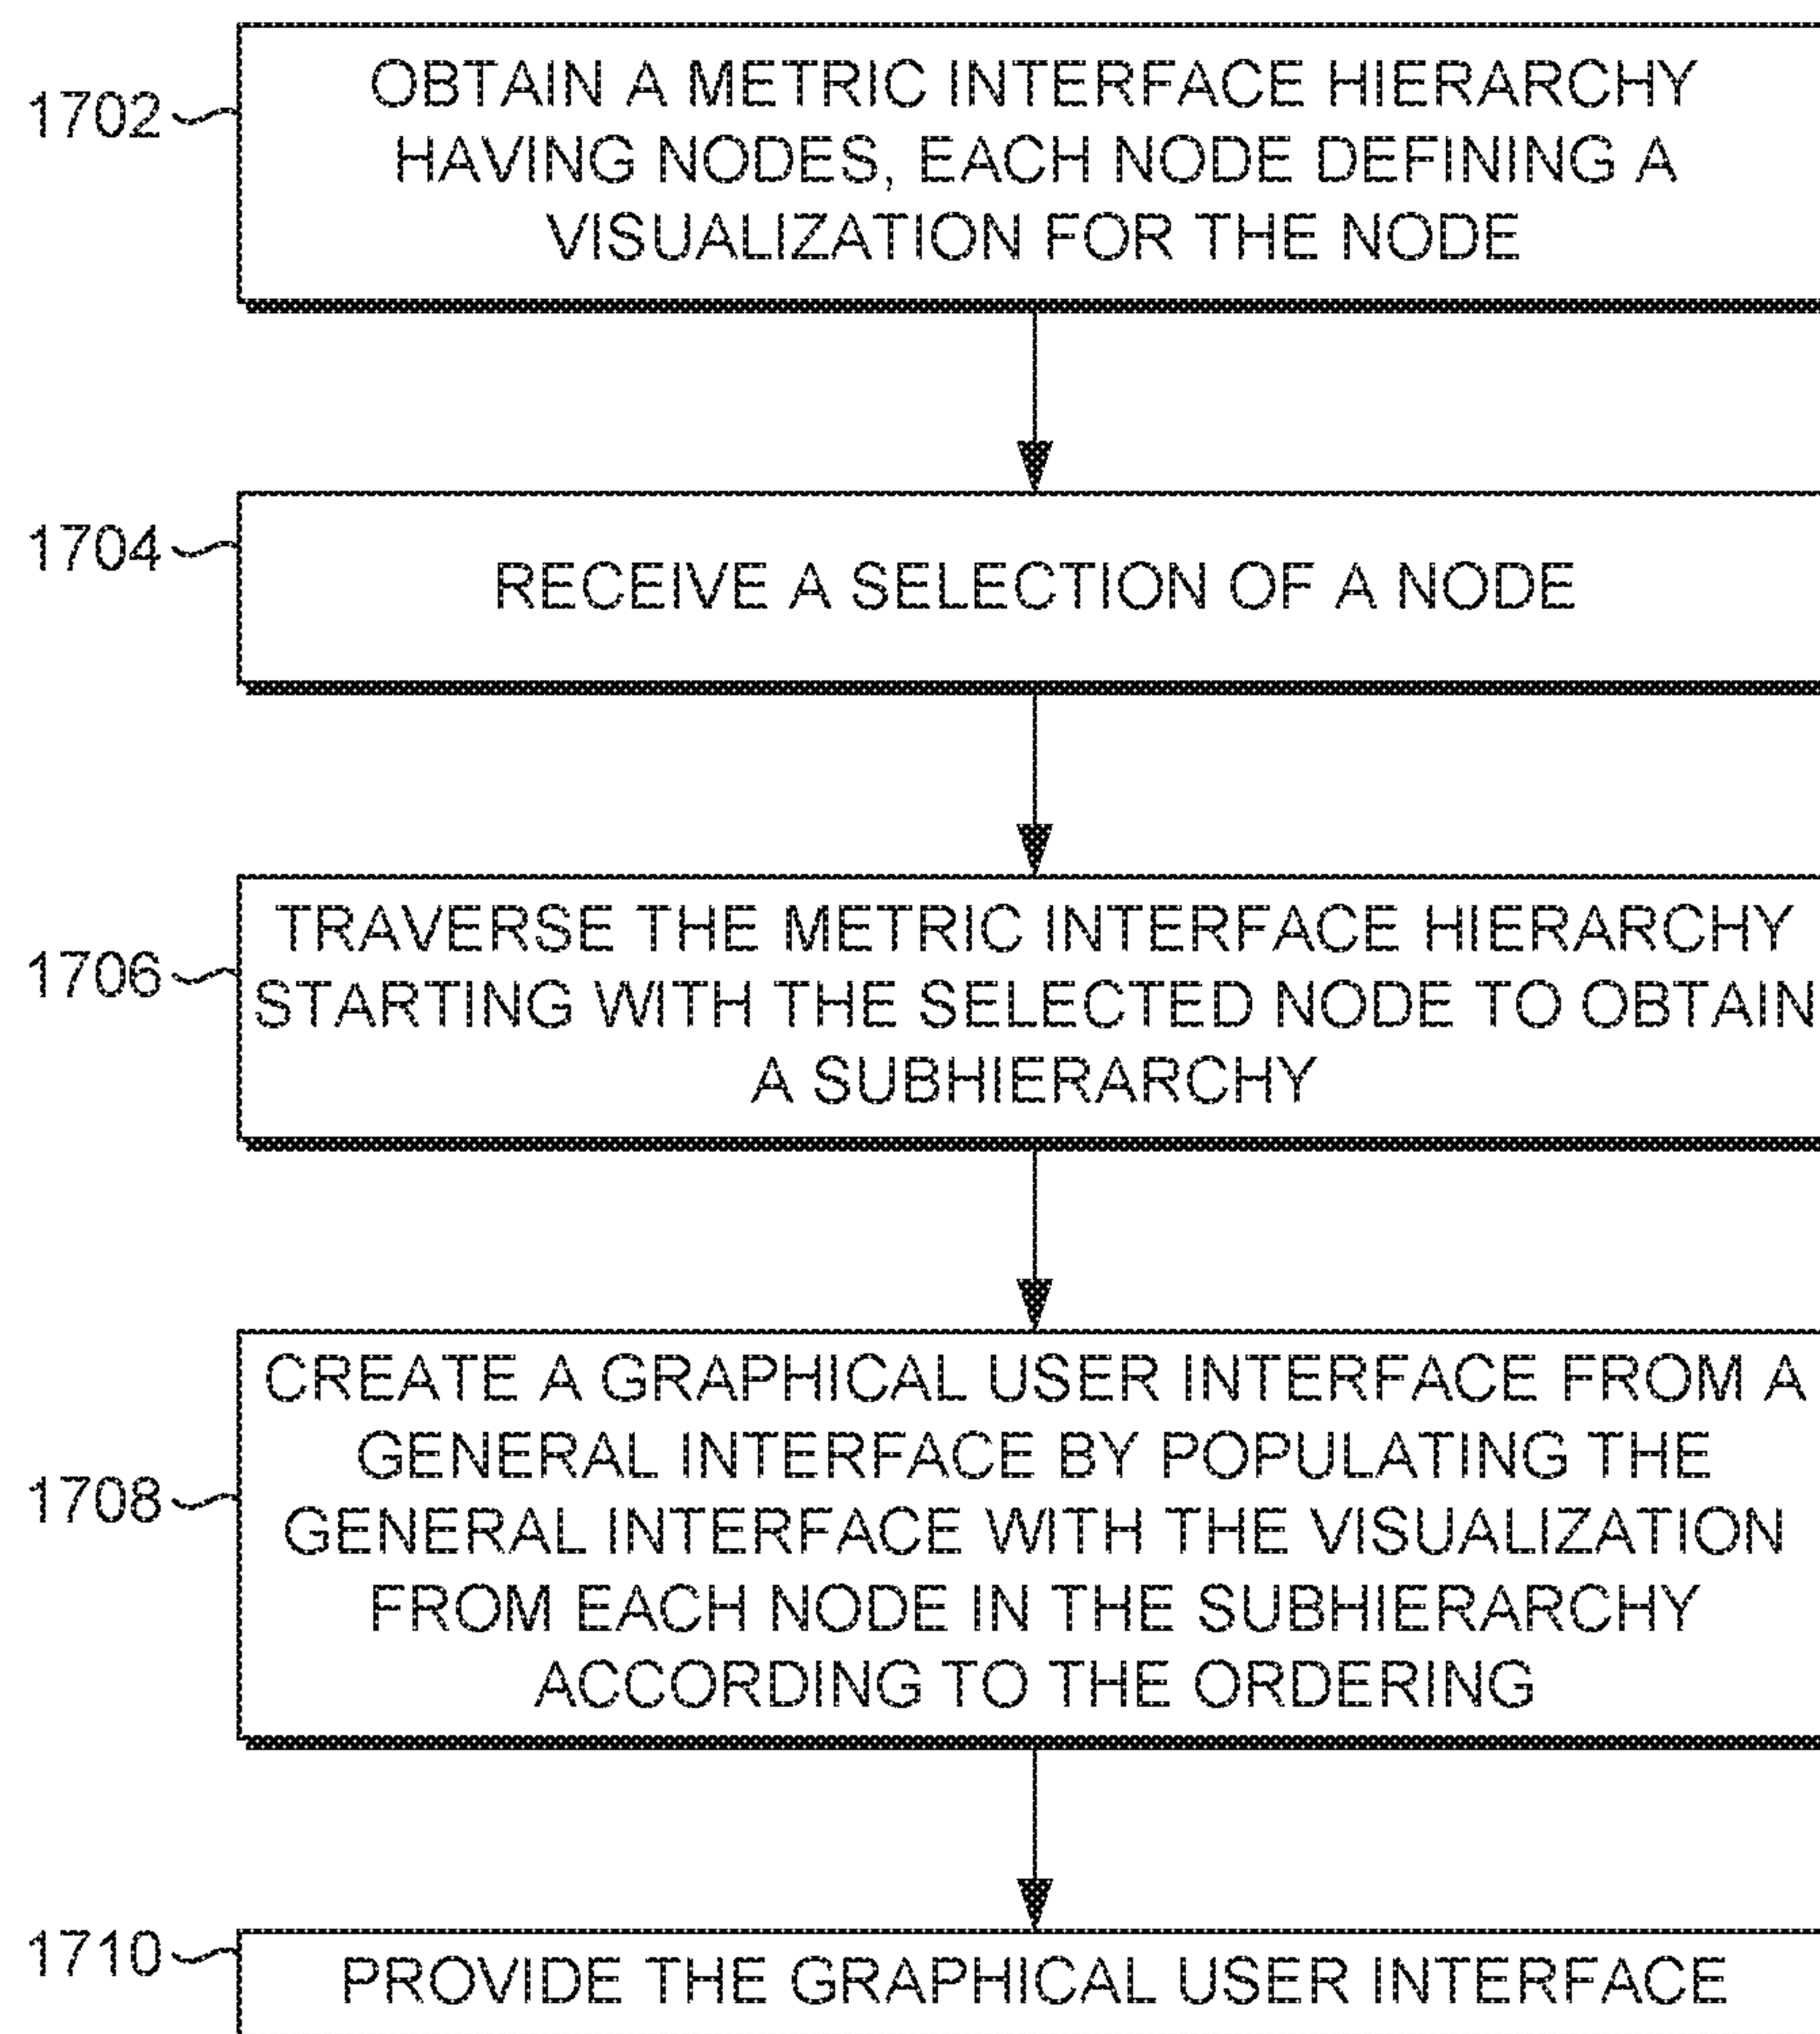 1702
OBTAIN A METRIC INTERFACE HIERARCHY
HAVING NODES, EACH NODE DEFINING A
VISUALIZATION FOR THE NODE
1704
RECEIVE A SELECTION OF A NODE
1706
TRAVERSE THE METRIC INTERFACE HIERARCHY
STARTING WITH THE SELECTED NODE TO OBTAIN
A SUBHIERARCHY
1708
CREATE A GRAPHICAL USER INTERFACE FROM A
GENERAL INTERFACE BY POPULATING THE
GENERAL INTERFACE WITH THE VISUALIZATION
FROM EACH NODE IN THE SUBHIERARCHY
ACCORDING TO THE ORDERING
1710
PROVIDE THE GRAPHICAL USER INTERFACE